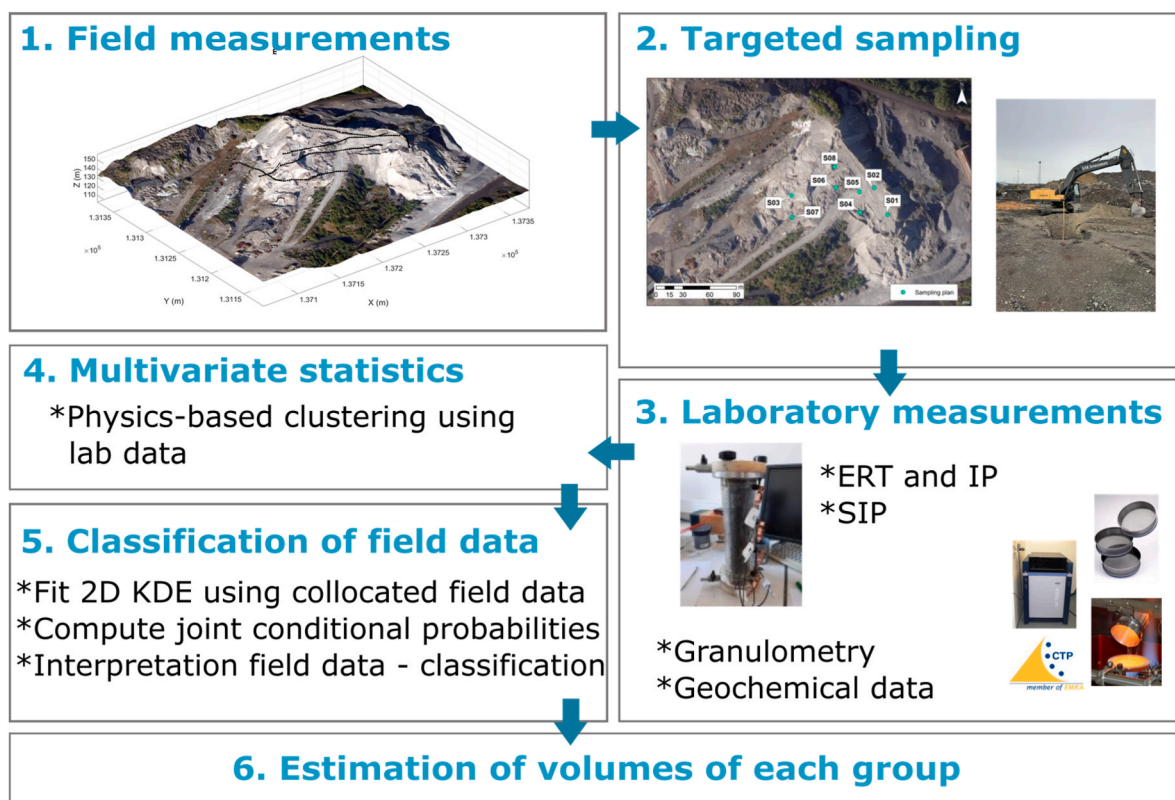 1. Field measurements
E
Z (m)
150
140
130
120
110
1.3135
1.313
1.3125
1.312
1.3115
×10⁵
Y (m)
1.371
1.3715
1.372
1.3725
1.373
1.3735
×10⁵
X (m)
2. Targeted sampling
S08
S06
S05
S02
S03
S07
S04
S01
0 15 30 60 90
m
Sampling plan
3. Laboratory measurements
*ERT and IP
*SIP
*Granulometry
*Geochemical data
CTP
member of EMRA
4. Multivariate statistics
*Physics-based clustering using
lab data
5. Classification of field data
*Fit 2D KDE using collocated field data
*Compute joint conditional probabilities
*Interpretation field data - classification
6. Estimation of volumes of each group